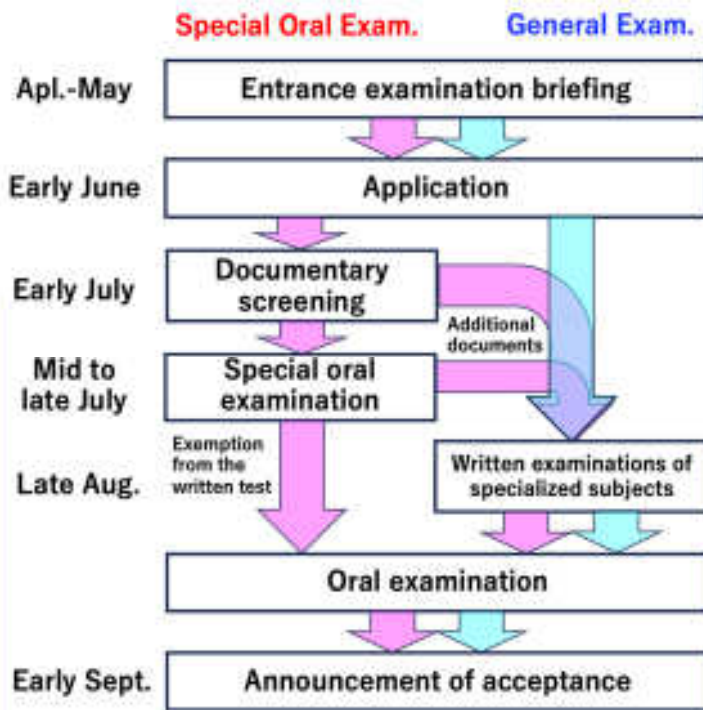 Special Oral Exam.
General Exam.
Apl.-May
Entrance examination briefing
Early June
Application
Early July
Documentary
screening
Additional
documents
Mid to
late July
Special oral
examination
Exemption
from the
written test
Late Aug.
Written examinations of
specialized subjects
Oral examination
Early Sept.
Announcement of acceptance